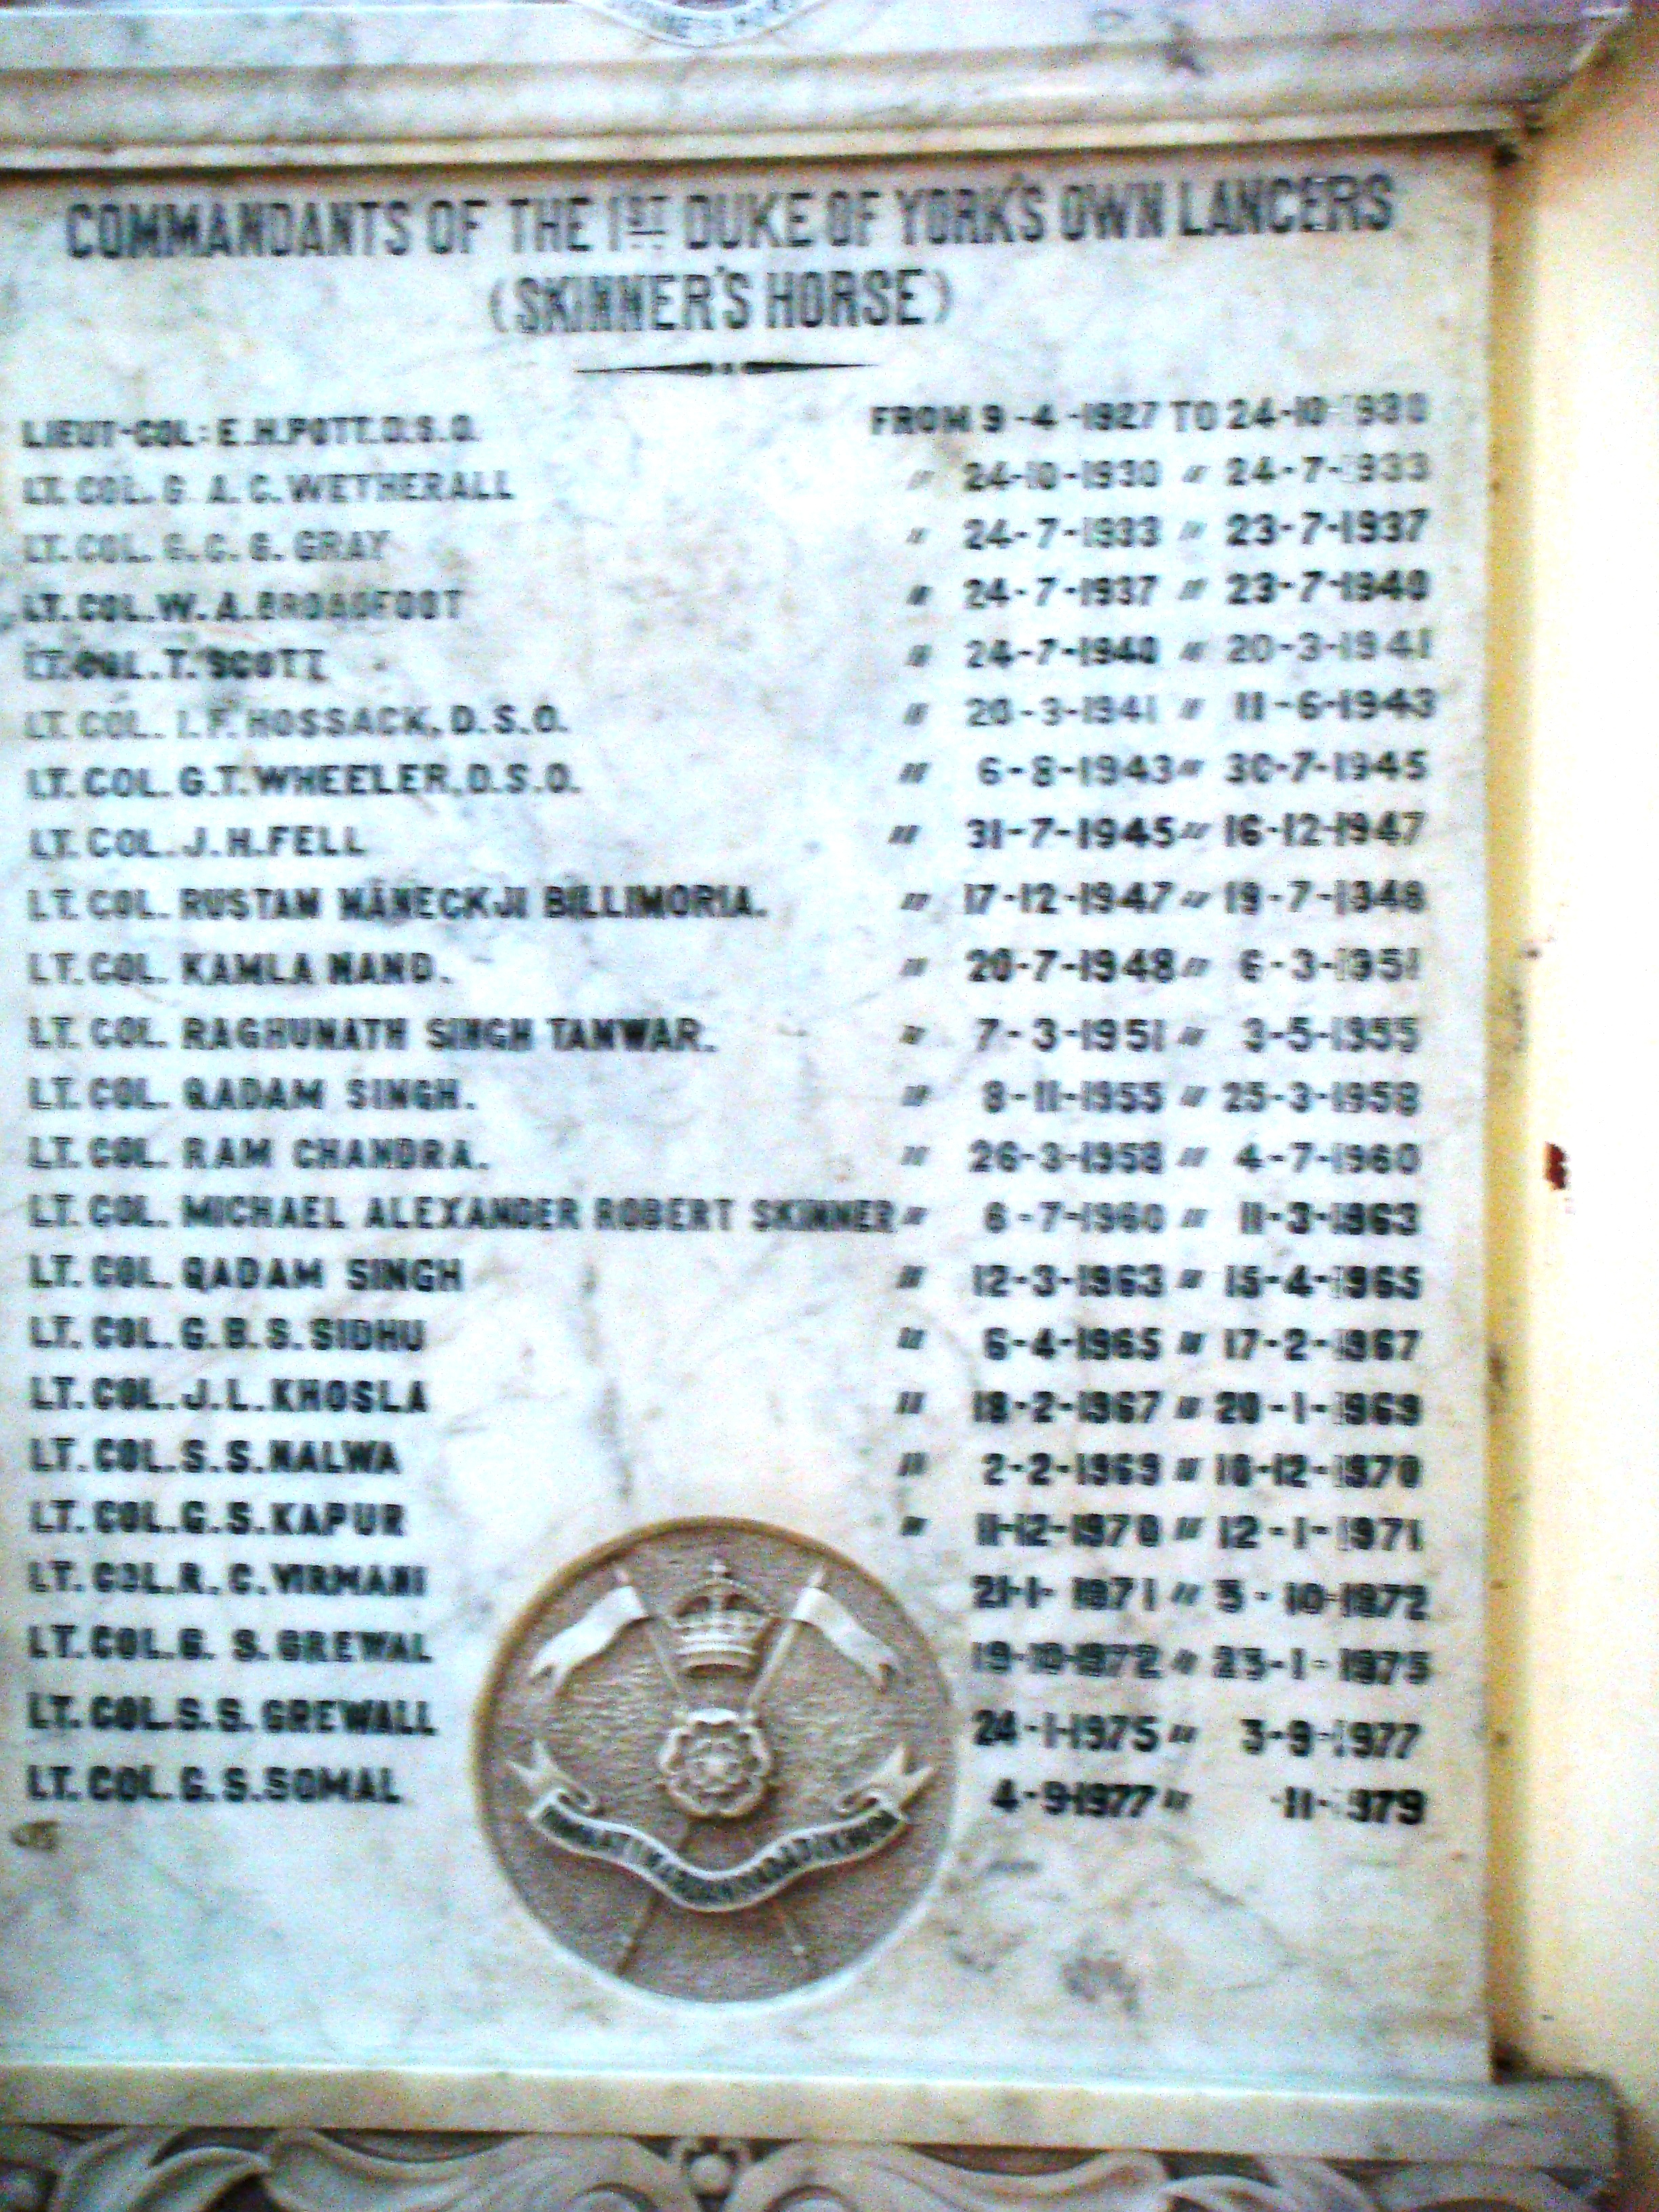 COMMANDANTS OF THE 1ST DUKE OF YORK'S OWN LANCERS
(SKINNER'S HORSE)
LIEUT-COL: E.H.POTT.D.S.O. FROM 9-4-1927 TO 24-10-1930
LT. COL. G A.C.WETHERALL " 24-10-1930 " 24-7-1933
LT. COL. G.C.G. GRAY " 24-7-1933 " 23-7-1937
LT. COL.W.A.BROADFOOT " 24-7-1937 " 23-7-1940
LT. COL.T. SCOTT " 24-7-1940 " 20-3-1941
LT. COL. I.F. HOSSACK, D.S.O. " 20-3-1941 " 11-6-1943
LT. COL. G.T. WHEELER, D.S.O. " 6-8-1943 " 30-7-1945
LT. COL. J.H.FELL " 31-7-1945 " 16-12-1947
LT. COL. RUSTAM MANECKJI BILLIMORIA. " 17-12-1947 " 19-7-1948
LT. COL. KAMLA NAND. " 20-7-1948 " 6-3-1951
LT. COL. RAGHUNATH SINGH TANWAR. " 7-3-1951 " 3-5-1955
LT. COL. QADAM SINGH. " 8-11-1955 " 25-3-1958
LT. COL. RAM CHANDRA. " 26-3-1958 " 4-7-1960
LT. COL. MICHAEL ALEXANDER ROBERT SKINNER " 6-7-1960 " 11-3-1963
LT. COL. QADAM SINGH " 12-3-1963 " 15-4-1965
LT. COL. G.B.S. SIDHU " 6-4-1965 " 17-2-1967
LT. COL. J.L. KHOSLA " 18-2-1967 " 20-1-1969
LT. COL. S.S. NALWA " 2-2-1969 " 10-12-1970
LT. COL. G.S. KAPUR " 11-12-1970 " 12-1-1971
LT. COL. R. C. VIRMANI 21-1-1971 " 5-10-1972
LT. COL. G. S. GREWAL 19-10-1972 " 23-1-1975
LT. COL. S.S. GREWALL 24-1-1975 " 3-9-1977
LT. COL. G.S. SOMAL 4-9-1977 " -11-1979